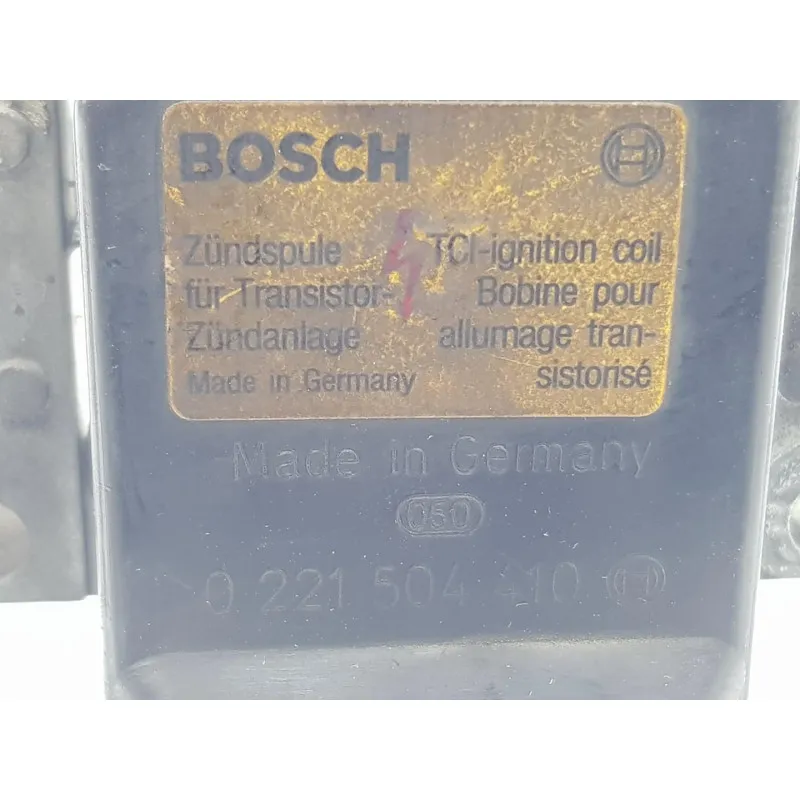 BOSCH
Zündspule
für Transistor-
Zündanlage
Made in Germany
TCI-ignition coil
Bobine pour
allumage tran-
sistorisé
Made in Germany
050
0 221 504 410